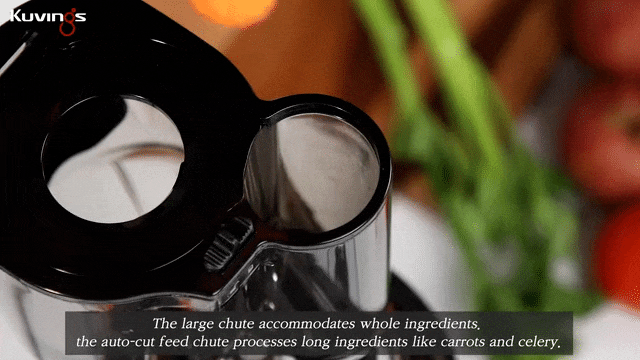 Kuvings
The large chute accommodates whole ingredients,
the auto-cut feed chute processes long ingredients like carrots and celery.